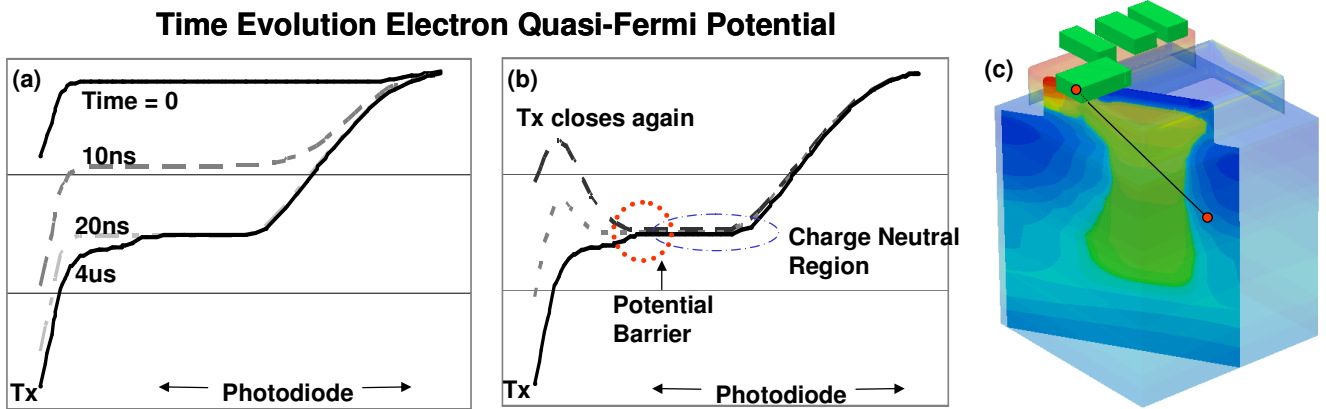 Time Evolution Electron Quasi-Fermi Potential
(a)
Time = 0
10ns
20ns
4us
Tx
Photodiode
(b)
Tx closes again
Charge Neutral
Region
Potential
Barrier
Tx
Photodiode
(c)